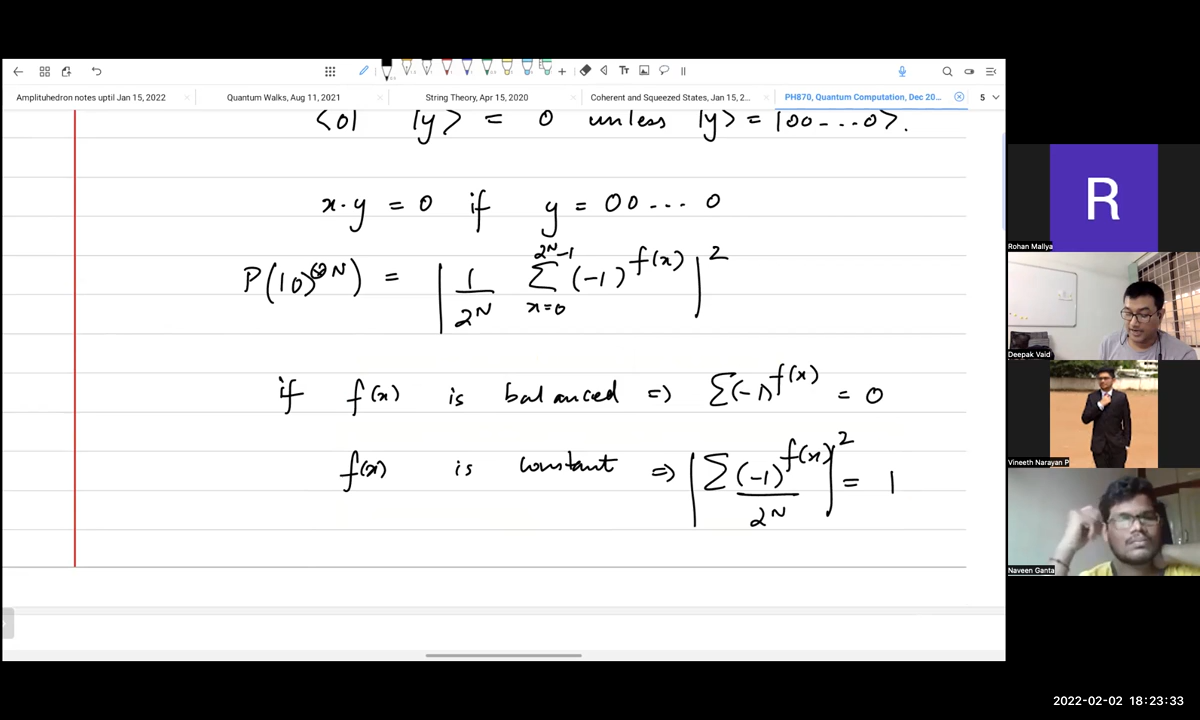 Amplituhedron notes uptil Jan 15, 2022
Quantum Walks, Aug 11, 2021
String Theory, Apr 15, 2020
Coherent and Squeezed States, Jan 15, 2...
PH870, Quantum Computation, Dec 20...
5
Tт
<0| |y> = 0 unless |y> = |00---0>.
x·y = 0 if y = 00--- 0
P(|0>^{⊗N}) = | 1/2^N Σ_{x=0}^{2^N-1} (-1)^{f(x)} |^2
if f(x) is balanced => Σ(-1)^{f(x)} = 0
f(x) is constant => | Σ (-1)^{f(x)} / 2^N |^2 = 1
R
Rohan Mallya
Deepak Vaid
Vineeth Narayan P
Naveen Ganta
2022-02-02 18:23:33